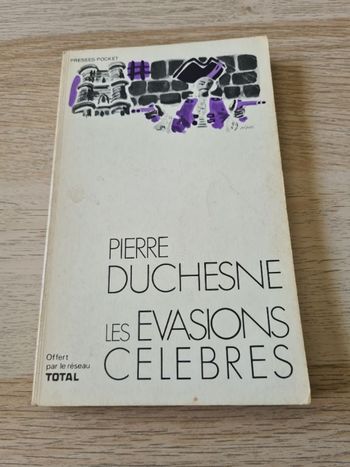 PRESSES POCKET
PIERRE
DUCHESNE
LES EVASIONS
CELEBRES
Offert
par le réseau
TOTAL